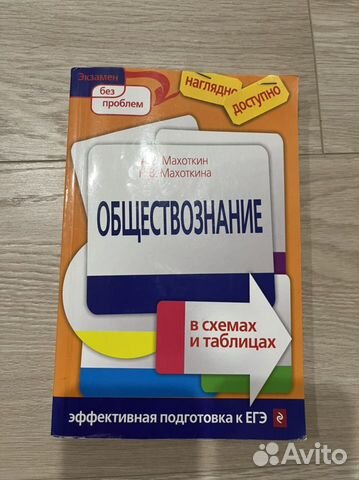 Экзамен
без
проблем
наглядно
доступно
Махоткин
В. Махоткина
ОБЩЕСТВОЗНАНИЕ
в схемах
и таблицах
эффективная подготовка к ЕГЭ
Avito